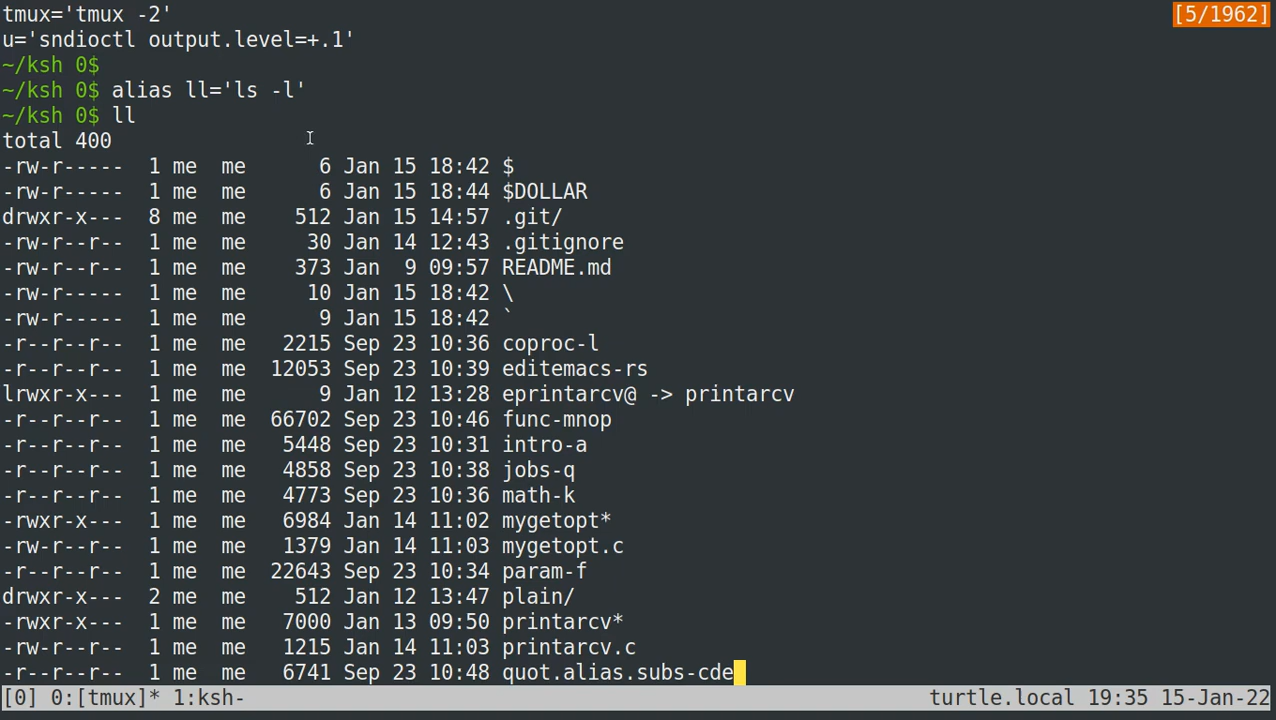 tmux='tmux -2' [5/1962]
u='sndioctl output.level=+.1'
~/ksh 0$
~/ksh 0$ alias ll='ls -l'
~/ksh 0$ ll
total 400
-rw-r-----  1 me  me      6 Jan 15 18:42 $
-rw-r-----  1 me  me      6 Jan 15 18:44 $DOLLAR
drwxr-x---  8 me  me    512 Jan 15 14:57 .git/
-rw-r--r--  1 me  me     30 Jan 14 12:43 .gitignore
-rw-r--r--  1 me  me    373 Jan  9 09:57 README.md
-rw-r-----  1 me  me     10 Jan 15 18:42 \
-rw-r-----  1 me  me      9 Jan 15 18:42 `
-r--r--r--  1 me  me   2215 Sep 23 10:36 coproc-l
-r--r--r--  1 me  me  12053 Sep 23 10:39 editemacs-rs
lrwxr-x---  1 me  me      9 Jan 12 13:28 eprintarcv@ -> printarcv
-r--r--r--  1 me  me  66702 Sep 23 10:46 func-mnop
-r--r--r--  1 me  me   5448 Sep 23 10:31 intro-a
-r--r--r--  1 me  me   4858 Sep 23 10:38 jobs-q
-r--r--r--  1 me  me   4773 Sep 23 10:36 math-k
-rwxr-x---  1 me  me   6984 Jan 14 11:02 mygetopt*
-rw-r--r--  1 me  me   1379 Jan 14 11:03 mygetopt.c
-r--r--r--  1 me  me  22643 Sep 23 10:34 param-f
drwxr-x---  2 me  me    512 Jan 12 13:47 plain/
-rwxr-x---  1 me  me   7000 Jan 13 09:50 printarcv*
-rw-r--r--  1 me  me   1215 Jan 14 11:03 printarcv.c
-r--r--r--  1 me  me   6741 Sep 23 10:48 quot.alias.subs-cde
[0] 0:[tmux]* 1:ksh- turtle.local 19:35 15-Jan-22